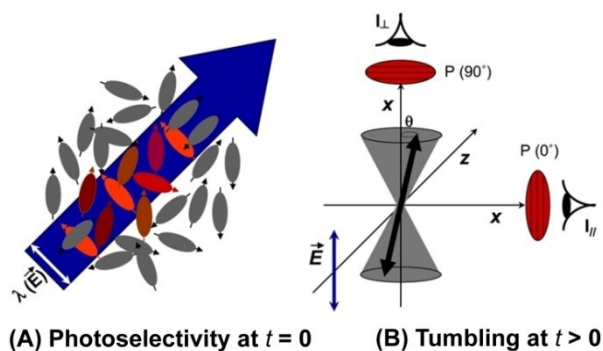 λ (E⃗)
(A) Photoselectivity at t = 0
I⊥
P (90°)
x
θ
z
P (0°)
x
I//
E⃗
(B) Tumbling at t > 0